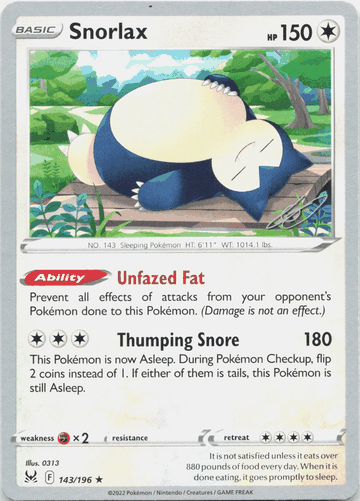 BASIC Snorlax HP 150
NO. 143 Sleeping Pokémon HT: 6'11" WT: 1014.1 lbs.
Ability Unfazed Fat
Prevent all effects of attacks from your opponent's
Pokémon done to this Pokémon. (Damage is not an effect.)
Thumping Snore 180
This Pokémon is now Asleep. During Pokémon Checkup, flip
2 coins instead of 1. If either of them is tails, this Pokémon
is still Asleep.
weakness ×2 resistance retreat
Illus. 0313
F 143/196 ★
It is not satisfied unless it eats over
880 pounds of food every day. When it is
done eating, it goes promptly to sleep.
©2022 Pokémon / Nintendo / Creatures / GAME FREAK